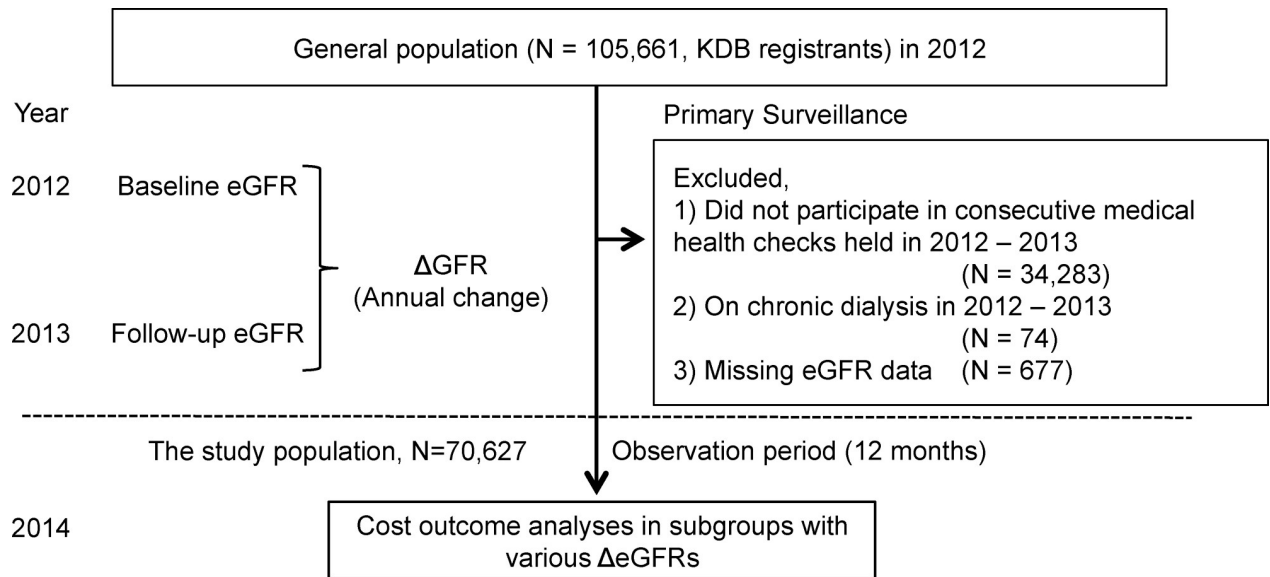 General population (N = 105,661, KDB registrants) in 2012
Year
Primary Surveillance
2012
Baseline eGFR
ΔGFR
(Annual change)
2013
Follow-up eGFR
Excluded,
1) Did not participate in consecutive medical
health checks held in 2012 – 2013
(N = 34,283)
2) On chronic dialysis in 2012 – 2013
(N = 74)
3) Missing eGFR data (N = 677)
The study population, N=70,627
Observation period (12 months)
2014
Cost outcome analyses in subgroups with
various ΔeGFRs